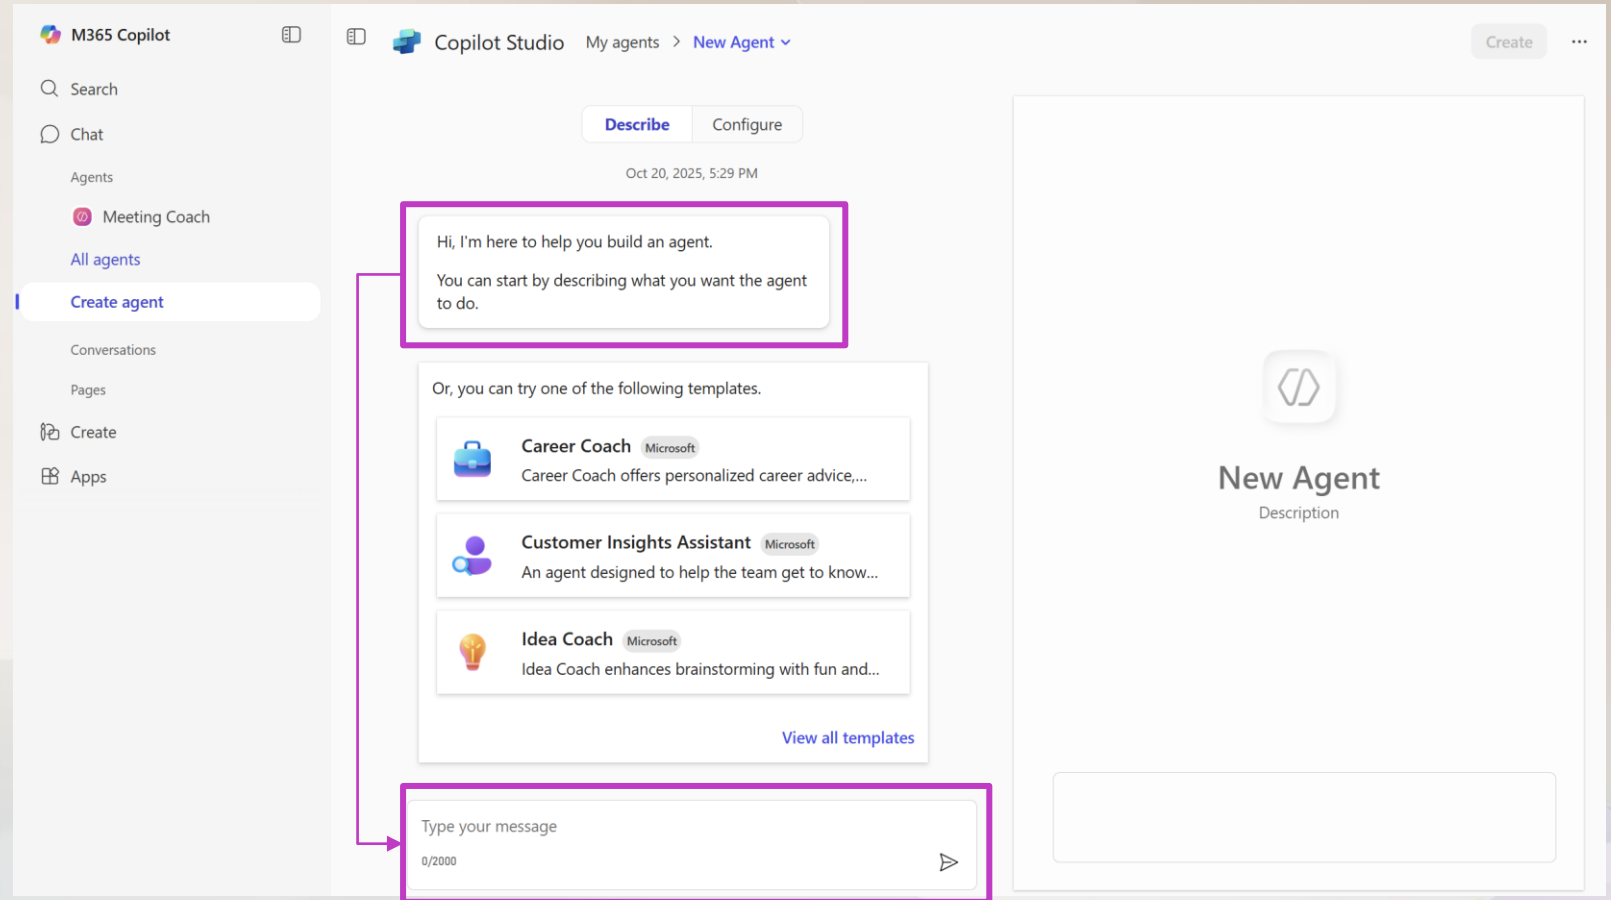 M365 Copilot
Search
Chat
Agents
Meeting Coach
All agents
Create agent
Conversations
Pages
Create
Apps
Copilot Studio
My agents > New Agent
Create
...
Describe
Configure
Oct 20, 2025, 5:29 PM
Hi, I'm here to help you build an agent.
You can start by describing what you want the agent
to do.
Or, you can try one of the following templates.
Career Coach Microsoft
Career Coach offers personalized career advice,...
Customer Insights Assistant Microsoft
An agent designed to help the team get to know...
Idea Coach Microsoft
Idea Coach enhances brainstorming with fun and...
View all templates
Type your message
0/2000
New Agent
Description